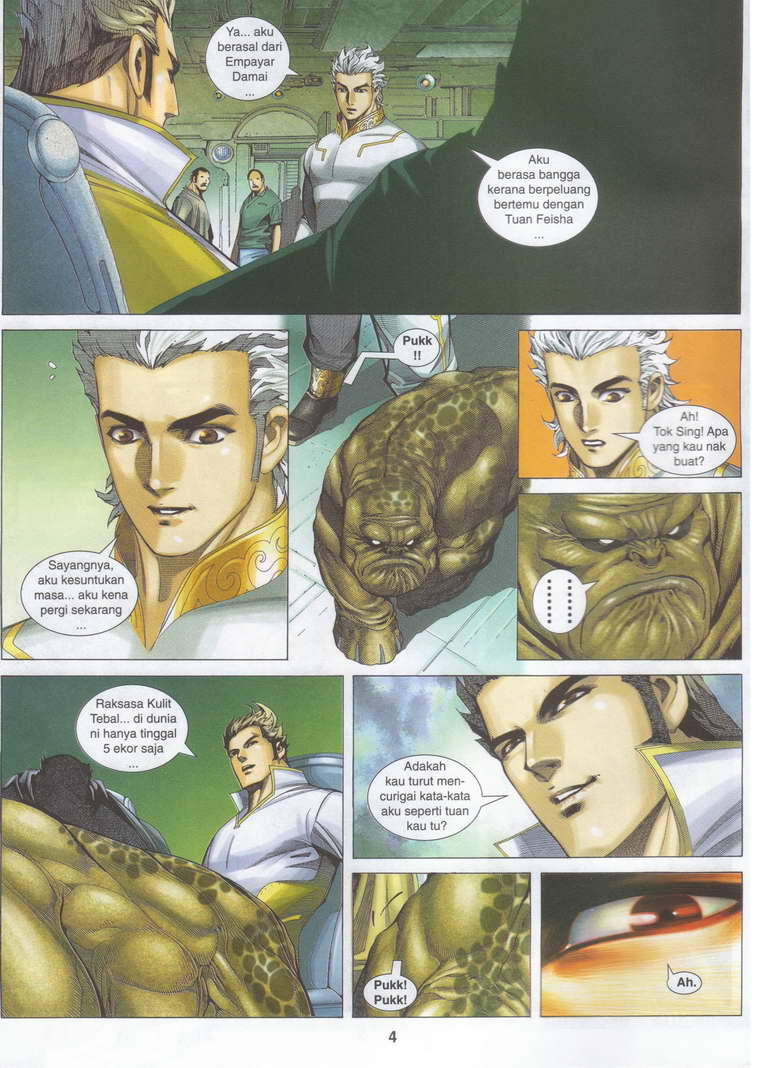 Ya... aku
berasal dari
Empayar
Damai
...
Aku
berasa bangga
kerana berpeluang
bertemu dengan
Tuan Feisha
...
Sayangnya,
aku kesuntukan
masa... aku kena
pergi sekarang
...
Pukk
!!
Ah!
Tok Sing! Apa
yang kau nak
buat?
Raksasa Kulit
Tebal... di dunia
ni hanya tinggal
5 ekor saja
...
Adakah
kau turut men-
curigai kata-kata
aku seperti tuan
kau tu?
Pukk!
Pukk!
Ah.
4